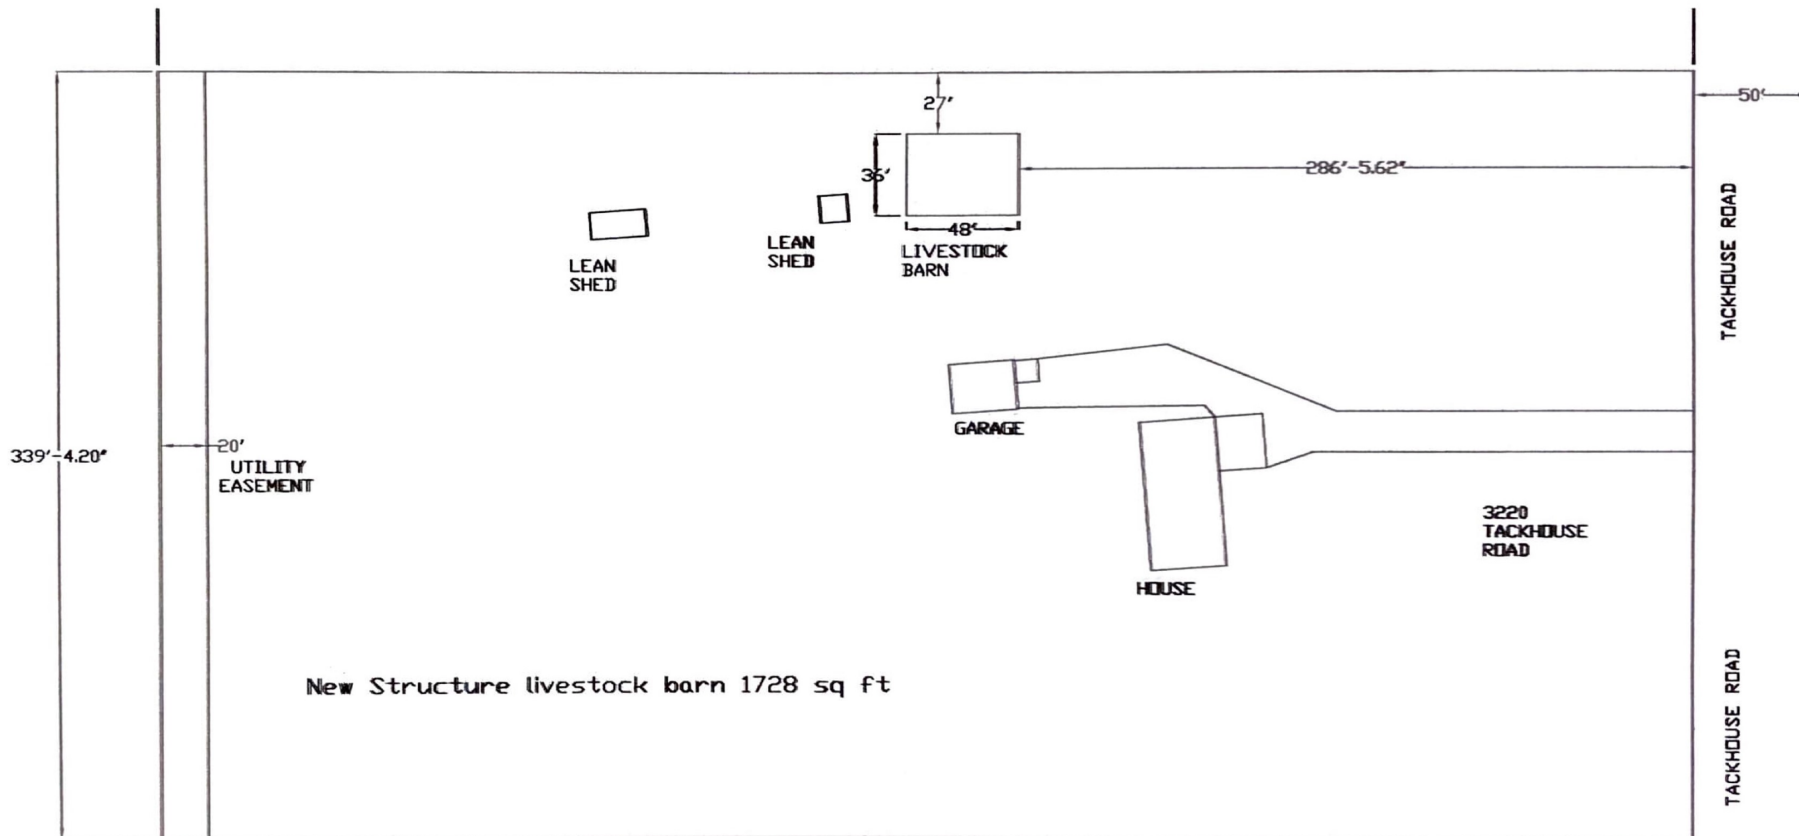 27'
50'
36'
286'-5.62"
48'
LIVESTOCK
BARN
LEAN
SHED
LEAN
SHED
TACKHOUSE ROAD
GARAGE
339'-4.20"
20'
UTILITY
EASEMENT
3220
TACKHOUSE
ROAD
HOUSE
New Structure livestock barn 1728 sq ft
TACKHOUSE ROAD